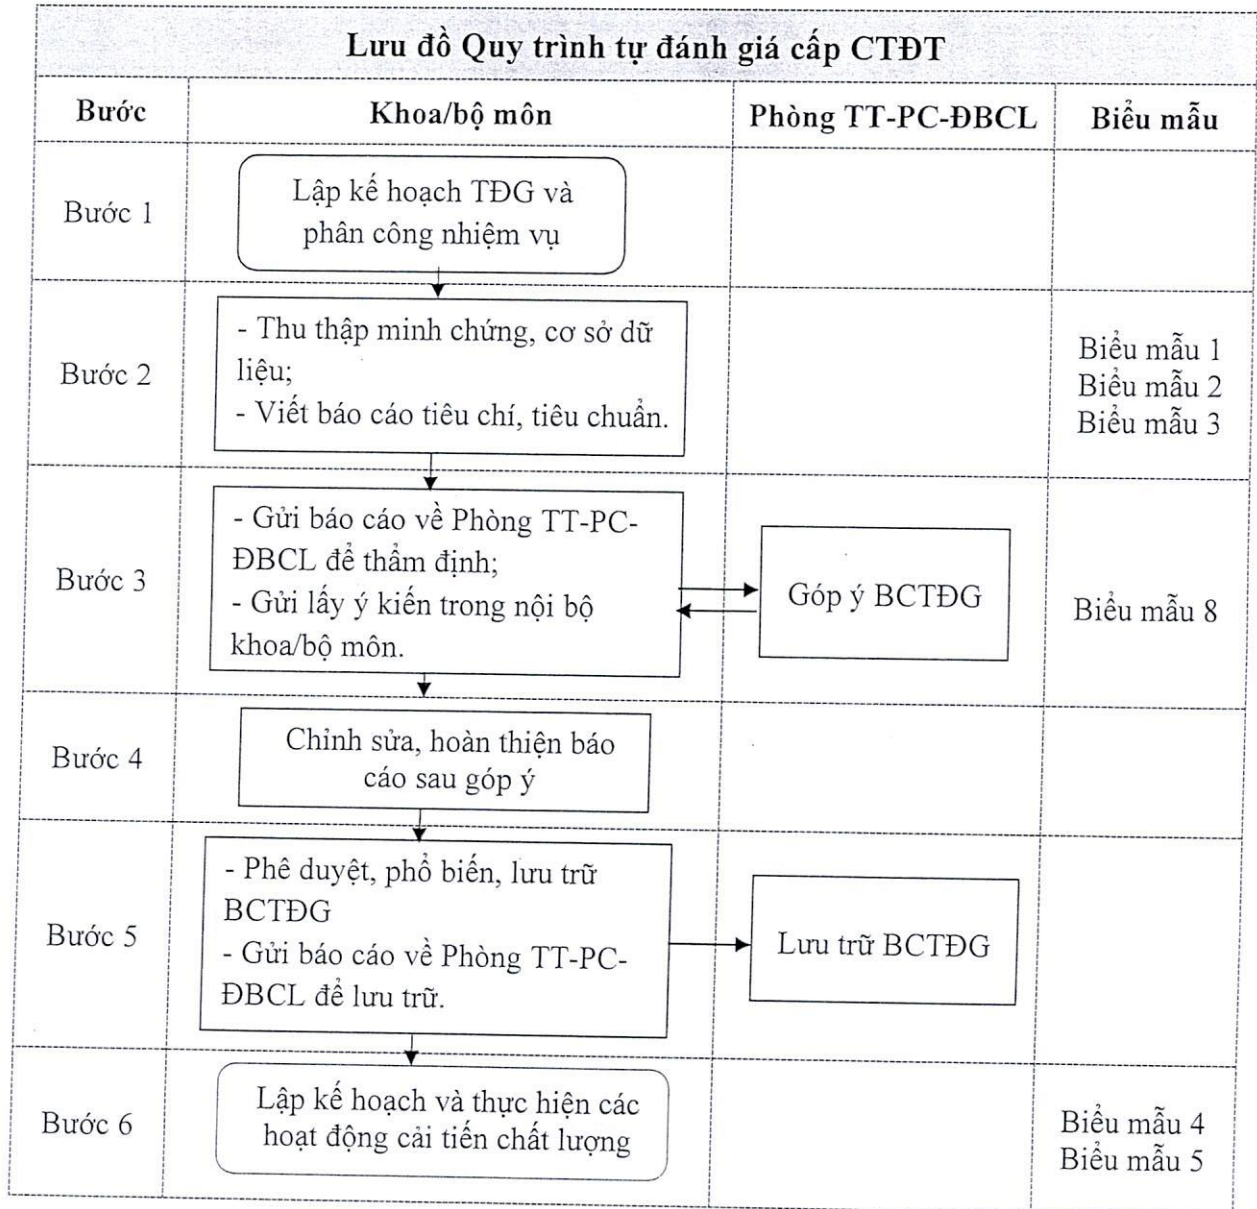 Lưu đồ Quy trình tự đánh giá cấp CTĐT
Bước
Khoa/bộ môn
Phòng TT-PC-ĐBCL
Biểu mẫu
Bước 1
Lập kế hoạch TĐG và
phân công nhiệm vụ
Bước 2
- Thu thập minh chứng, cơ sở dữ
liệu;
- Viết báo cáo tiêu chí, tiêu chuẩn.
Biểu mẫu 1
Biểu mẫu 2
Biểu mẫu 3
Bước 3
- Gửi báo cáo về Phòng TT-PC-
ĐBCL để thẩm định;
- Gửi lấy ý kiến trong nội bộ
khoa/bộ môn.
Góp ý BCTĐG
Biểu mẫu 8
Bước 4
Chỉnh sửa, hoàn thiện báo
cáo sau góp ý
Bước 5
- Phê duyệt, phổ biến, lưu trữ
BCTĐG
- Gửi báo cáo về Phòng TT-PC-
ĐBCL để lưu trữ.
Lưu trữ BCTĐG
Bước 6
Lập kế hoạch và thực hiện các
hoạt động cải tiến chất lượng
Biểu mẫu 4
Biểu mẫu 5